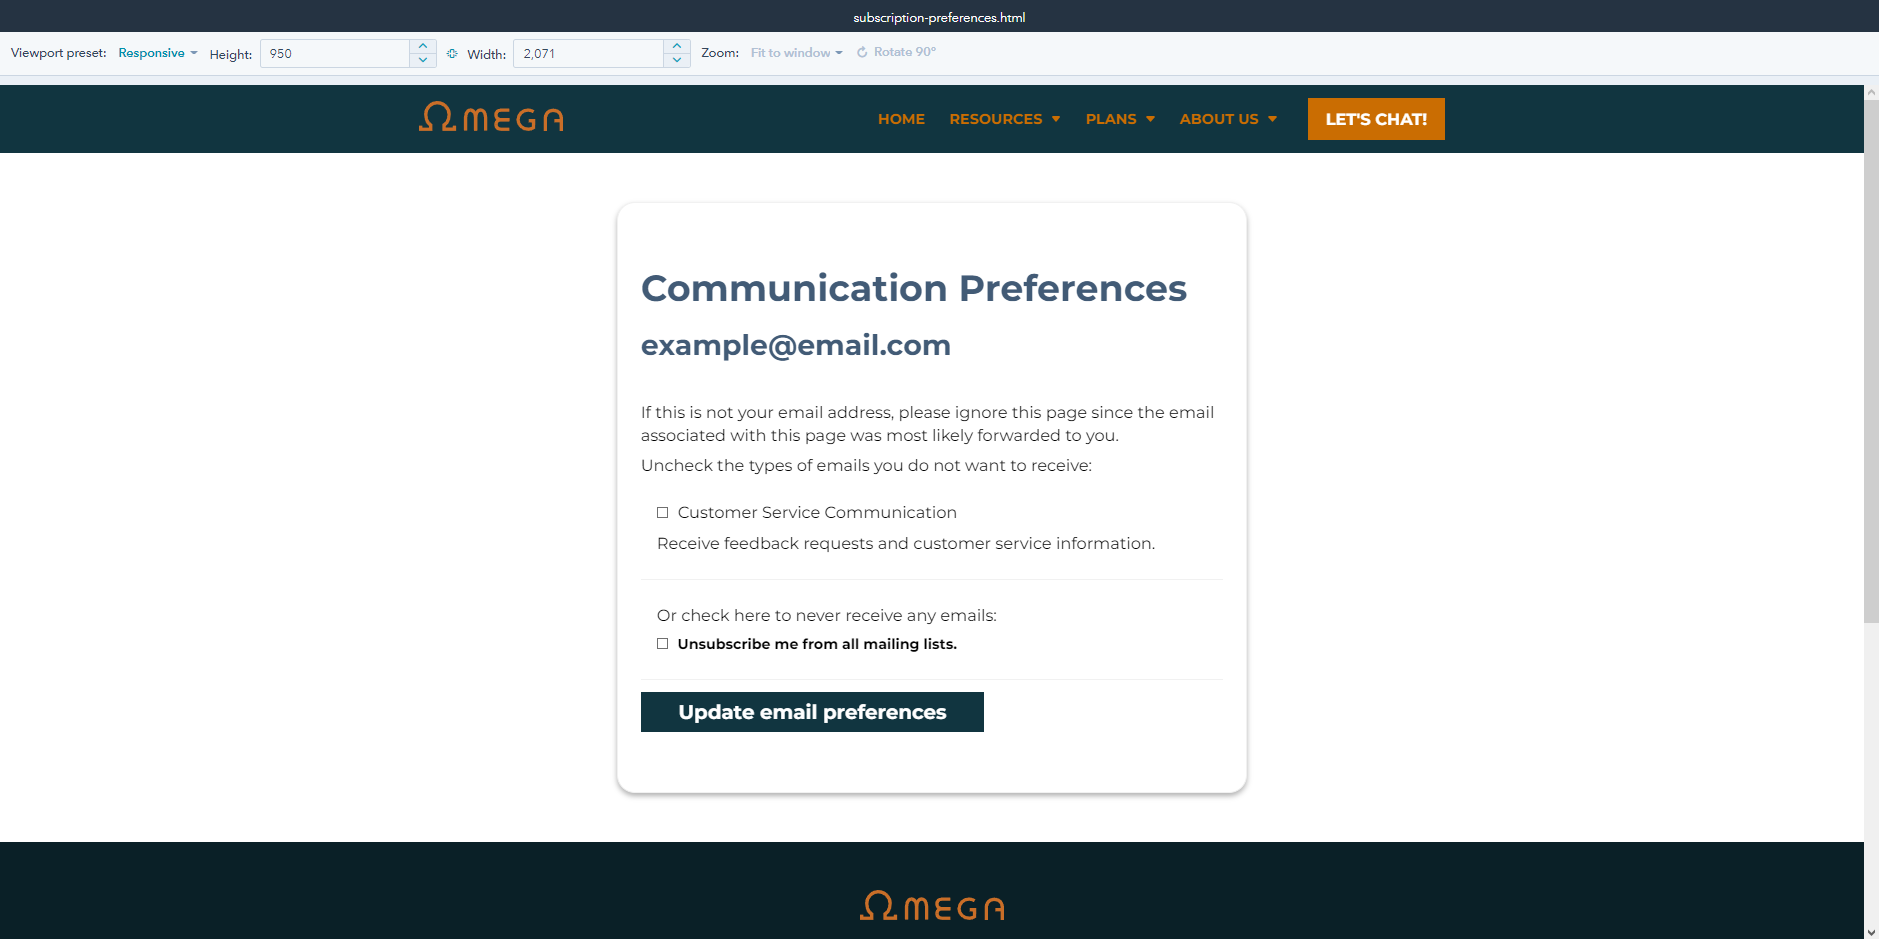 subscription-preferences.html
Viewport preset: Responsive Height: 950 Width: 2,071 Zoom: Fit to window Rotate 90°
ΩMEGA HOME RESOURCES PLANS ABOUT US LET'S CHAT!
Communication Preferences
example@email.com
If this is not your email address, please ignore this page since the email
associated with this page was most likely forwarded to you.
Uncheck the types of emails you do not want to receive:
Customer Service Communication
Receive feedback requests and customer service information.
Or check here to never receive any emails:
Unsubscribe me from all mailing lists.
Update email preferences
ΩMEGA